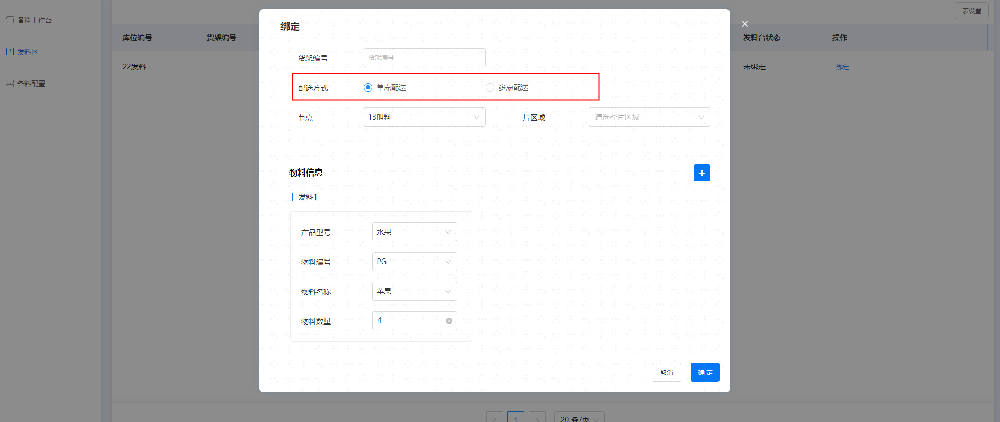 备料工作台
发料区
备料配置
表设置
库位编号
货架编号
发料台状态
操作
22发料
— —
未绑定
绑定
绑定
X
货架编号
货架编号
配送方式
单点配送
多点配送
节点
13叫料
片区域
请选择片区域
物料信息
+
发料1
产品型号
水果
物料编号
PG
物料名称
苹果
物料数量
4
取消
确 定
<
1
>
20 条/页